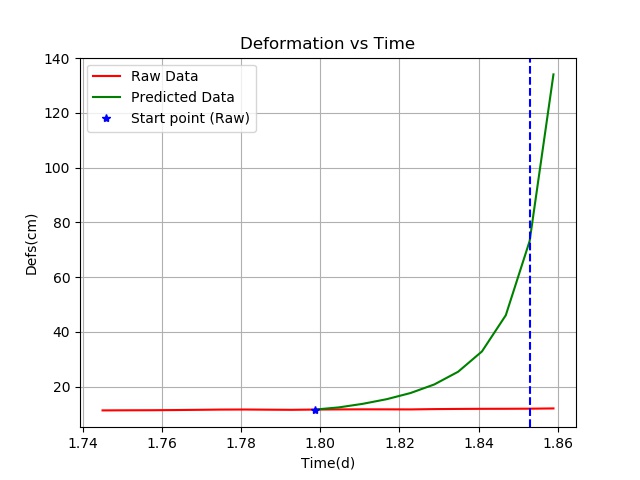 Deformation vs Time
Raw Data
Predicted Data
Start point (Raw)
Defs(cm)
140
120
100
80
60
40
20
1.74 1.76 1.78 1.80 1.82 1.84 1.86
Time(d)